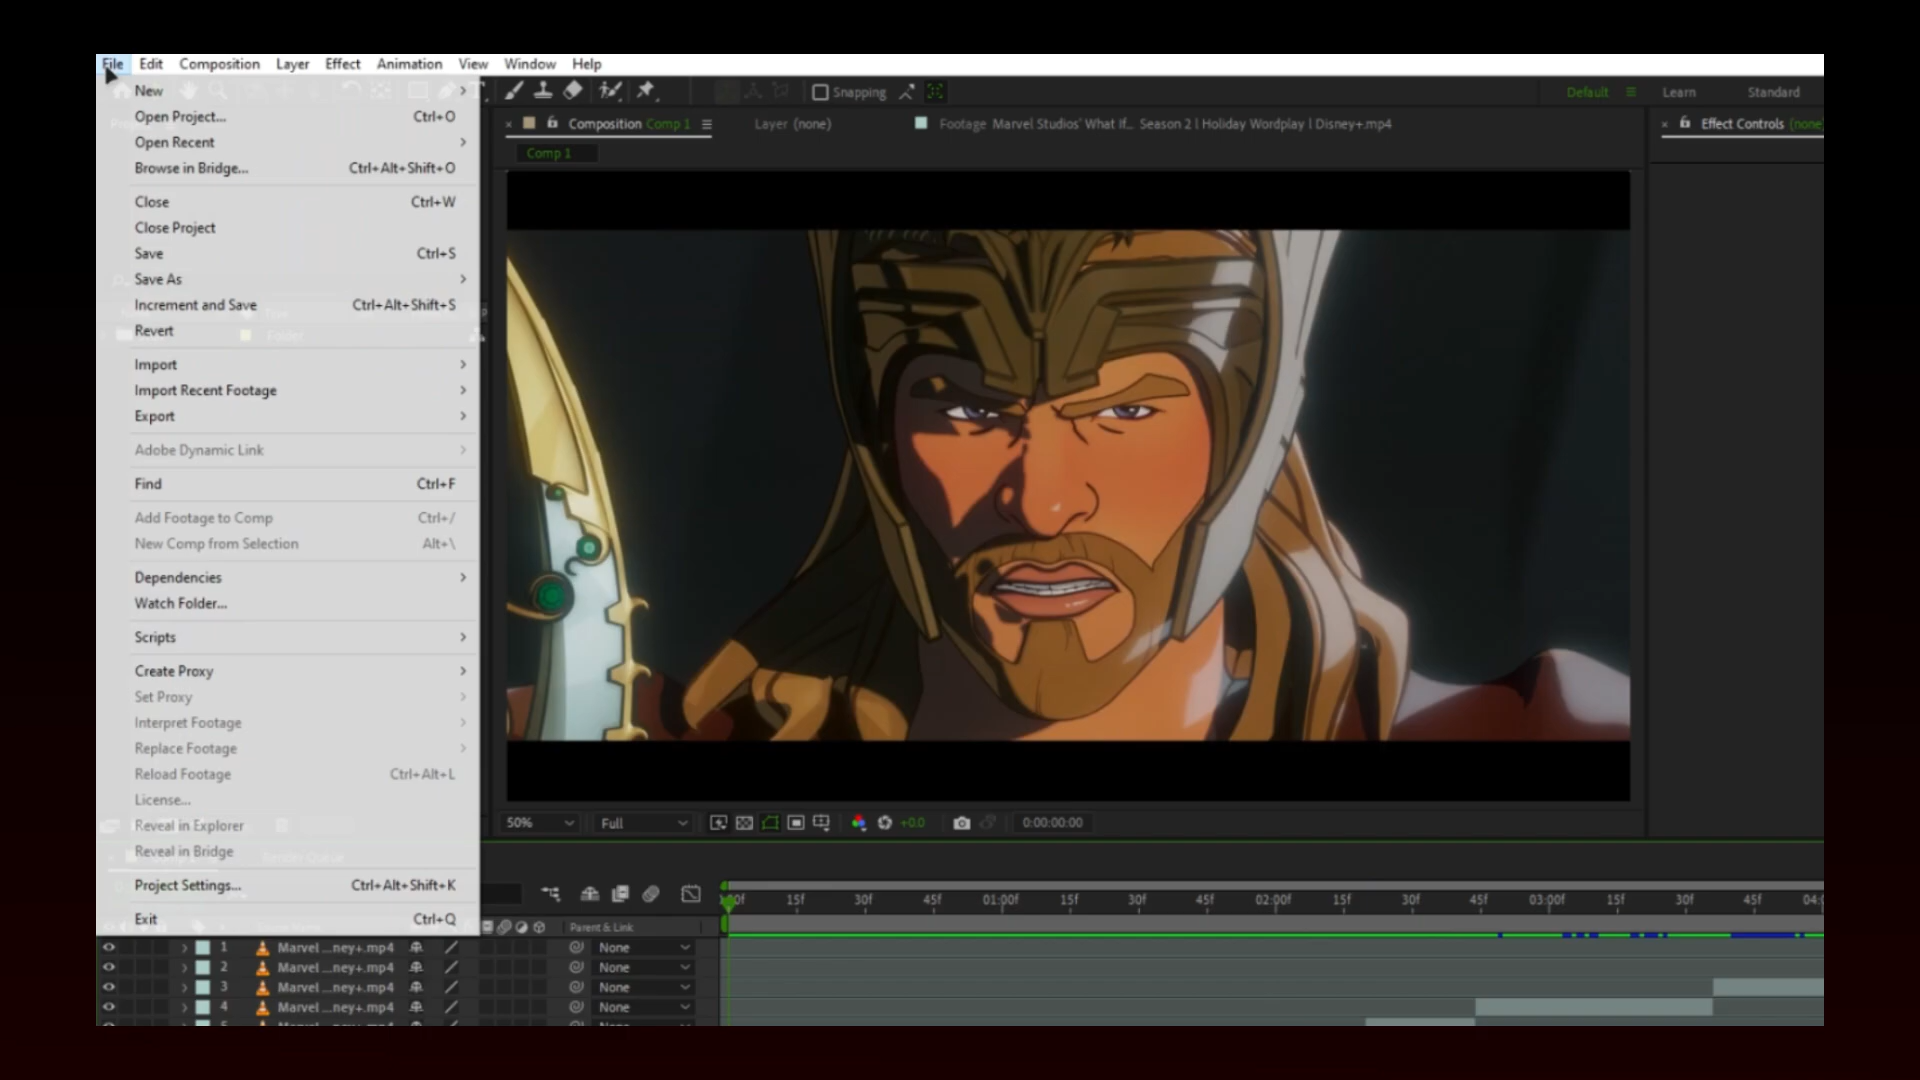 File Edit Composition Layer Effect Animation View Window Help
New
Open Project... Ctrl+O
Open Recent
Browse in Bridge... Ctrl+Alt+Shift+O
Close Ctrl+W
Close Project
Save Ctrl+S
Save As
Increment and Save Ctrl+Alt+Shift+S
Revert
Import
Import Recent Footage
Export
Adobe Dynamic Link
Find Ctrl+F
Add Footage to Comp Ctrl+/
New Comp from Selection Alt+\
Dependencies
Watch Folder...
Scripts
Create Proxy
Set Proxy
Interpret Footage
Replace Footage
Reload Footage Ctrl+Alt+L
License...
Reveal in Explorer
Reveal in Bridge
Project Settings... Ctrl+Alt+Shift+K
Exit Ctrl+Q
Snapping
Default Learn Standard
Composition Comp 1 Layer (none) Footage Marvel Studios' What If... Season 2 | Holiday Wordplay | Disney+.mp4
Effect Controls (none)
Comp 1
Folder
50% Full +0.0 0:00:00:00
Render Queue
15f 30f 45f 01:00f 15f 30f 45f 02:00f 15f 30f 45f 03:00f 15f 30f 45f
Parent & Link
1 Marvel ...ney+.mp4 None
2 Marvel ...ney+.mp4 None
3 Marvel ...ney+.mp4 None
4 Marvel ...ney+.mp4 None